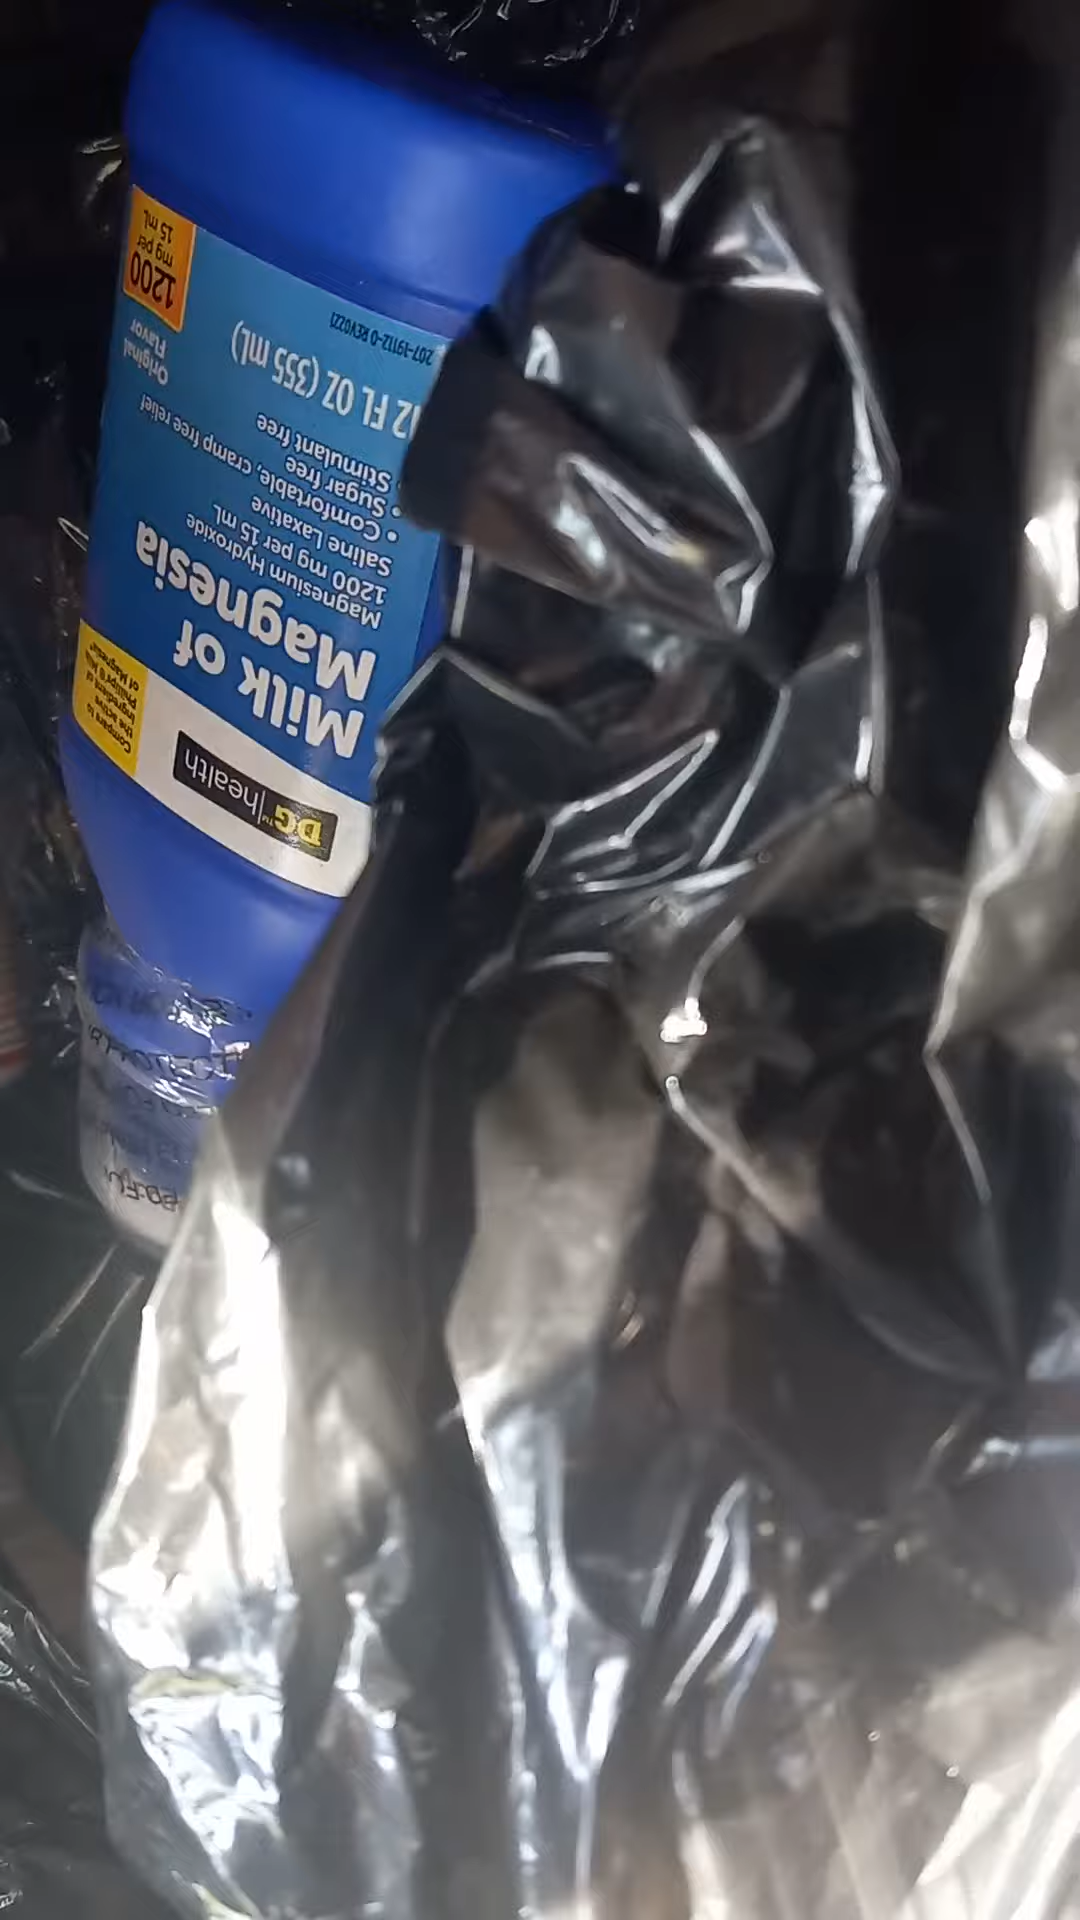 DG™ health
Compare to
the active
ingredient of
Phillips'® Milk
of Magnesia*
Milk of
Magnesia
Magnesium Hydroxide
1200 mg per 15 mL
Saline Laxative
• Comfortable, cramp free relief
• Sugar free
• Stimulant free
Original
Flavor
12 FL OZ (355 mL)
1200
mg per
15 mL
207-19112-0 REV0221